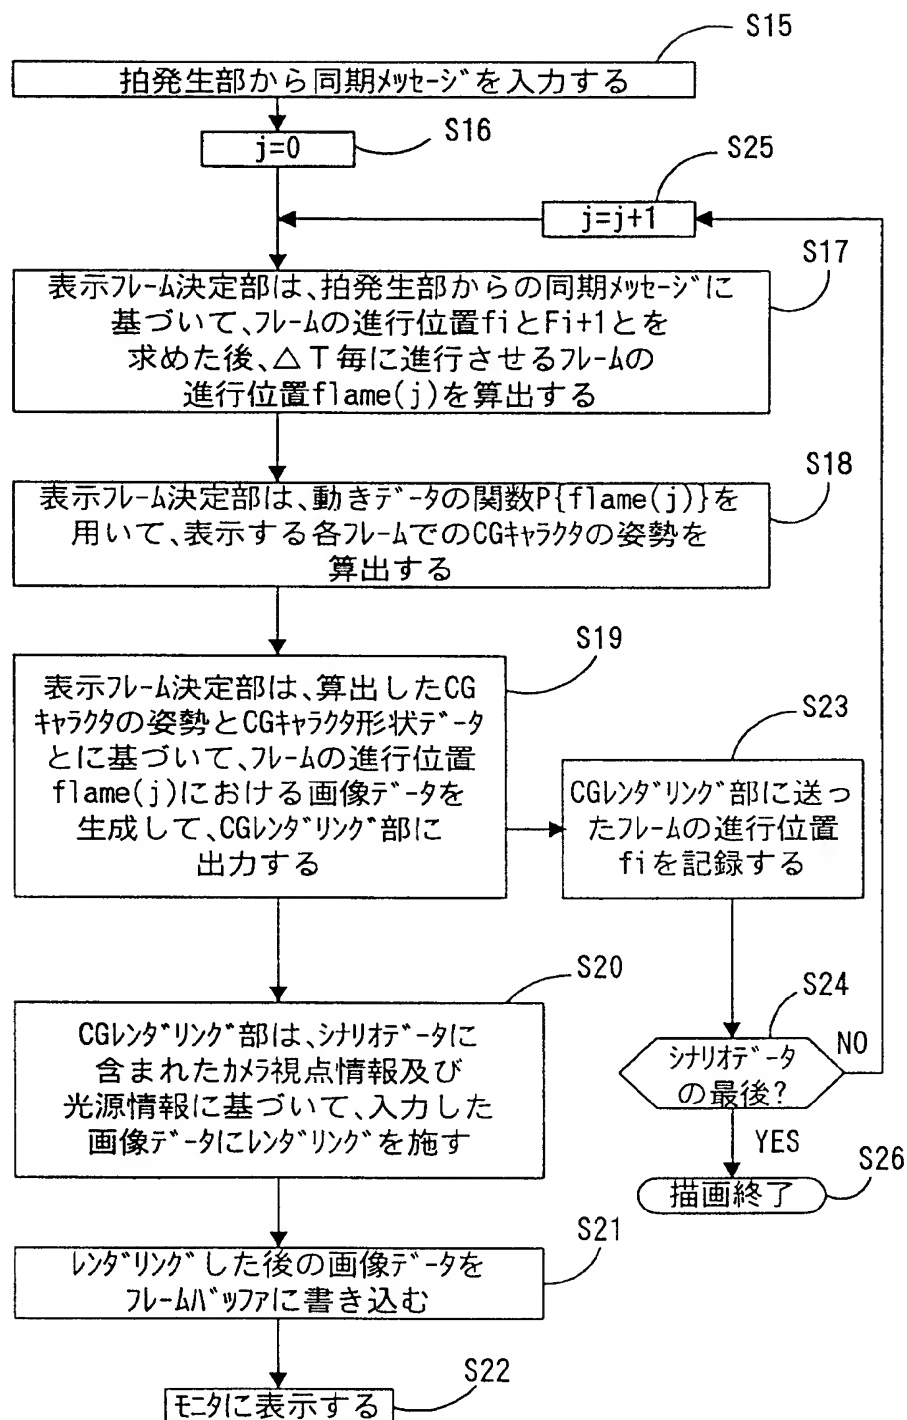 S15
拍発生部から同期ﾒｯｾｰｼﾞを入力する
S16
j=0
S25
j=j+1
S17
表示ﾌﾚｰﾑ決定部は、拍発生部からの同期ﾒｯｾｰｼﾞに
基づいて、ﾌﾚｰﾑの進行位置fiとFi+1とを
求めた後、△T毎に進行させるﾌﾚｰﾑの
進行位置flame(j)を算出する
S18
表示ﾌﾚｰﾑ決定部は、動きﾃﾞｰﾀの関数P{flame(j)}を
用いて、表示する各ﾌﾚｰﾑでのCGｷｬﾗｸﾀの姿勢を
算出する
S19
表示ﾌﾚｰﾑ決定部は、算出したCG
ｷｬﾗｸﾀの姿勢とCGｷｬﾗｸﾀ形状ﾃﾞｰﾀ
とに基づいて、ﾌﾚｰﾑの進行位置
flame(j)における画像ﾃﾞｰﾀを
生成して、CGﾚﾝﾀﾞﾘﾝｸﾞ部に
出力する
S23
CGﾚﾝﾀﾞﾘﾝｸﾞ部に送っ
たﾌﾚｰﾑの進行位置
fiを記録する
S20
CGﾚﾝﾀﾞﾘﾝｸﾞ部は、ｼﾅﾘｵﾃﾞｰﾀに
含まれたｶﾒﾗ視点情報及び
光源情報に基づいて、入力した
画像ﾃﾞｰﾀにﾚﾝﾀﾞﾘﾝｸﾞを施す
S24
ｼﾅﾘｵﾃﾞｰﾀ
の最後?
NO
YES
S26
描画終了
S21
ﾚﾝﾀﾞﾘﾝｸﾞした後の画像ﾃﾞｰﾀを
ﾌﾚｰﾑﾊﾞｯﾌｧに書き込む
S22
ﾓﾆﾀに表示する